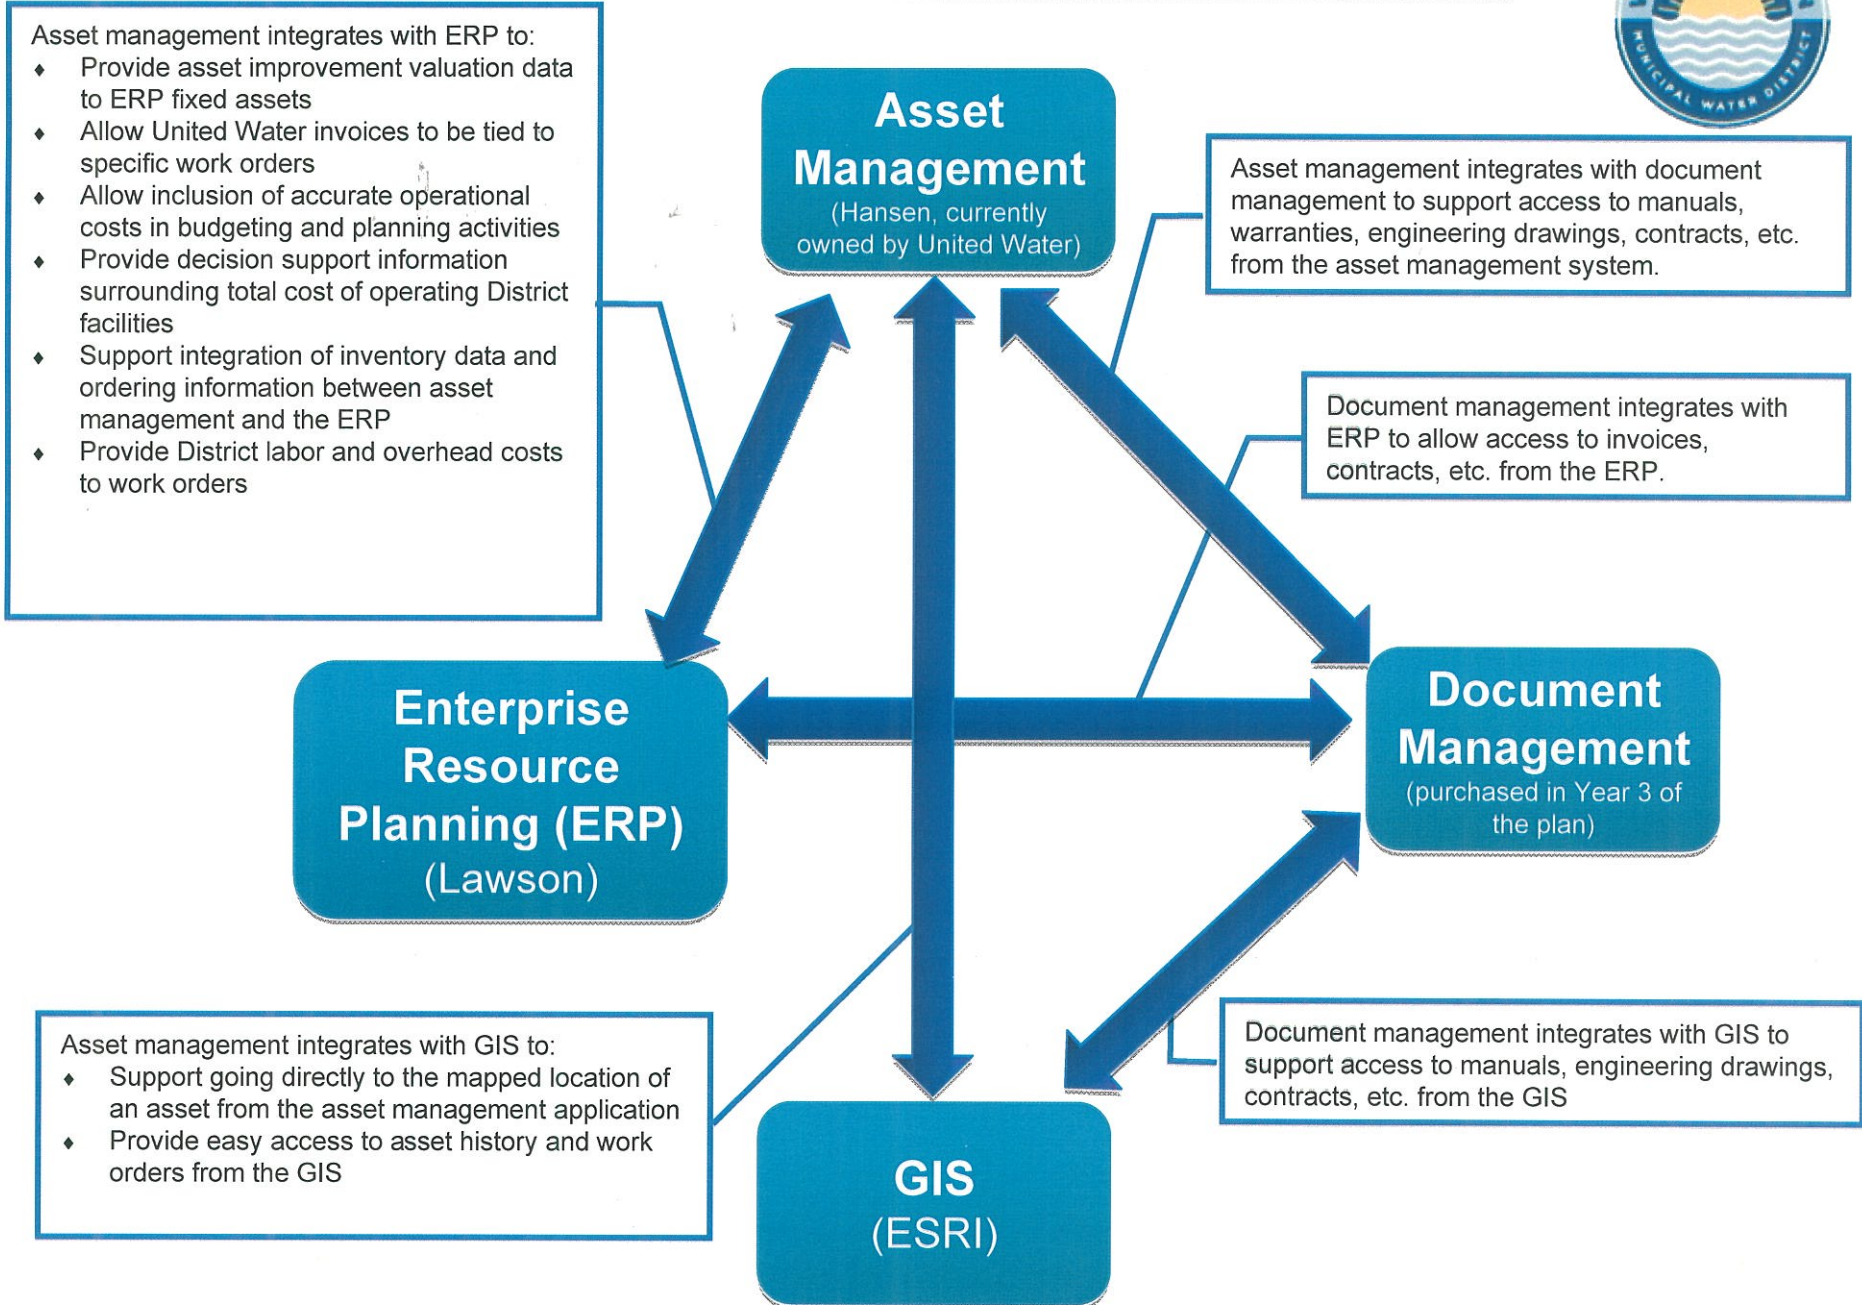 Asset management integrates with ERP to:
♦ Provide asset improvement valuation data
to ERP fixed assets
♦ Allow United Water invoices to be tied to
specific work orders
♦ Allow inclusion of accurate operational
costs in budgeting and planning activities
♦ Provide decision support information
surrounding total cost of operating District
facilities
♦ Support integration of inventory data and
ordering information between asset
management and the ERP
♦ Provide District labor and overhead costs
to work orders
Asset
Management
(Hansen, currently
owned by United Water)
MUNICIPAL WATER DISTRICT
Asset management integrates with document
management to support access to manuals,
warranties, engineering drawings, contracts, etc.
from the asset management system.
Document management integrates with
ERP to allow access to invoices,
contracts, etc. from the ERP.
Enterprise
Resource
Planning (ERP)
(Lawson)
Document
Management
(purchased in Year 3 of
the plan)
Asset management integrates with GIS to:
♦ Support going directly to the mapped location of
an asset from the asset management application
♦ Provide easy access to asset history and work
orders from the GIS
Document management integrates with GIS to
support access to manuals, engineering drawings,
contracts, etc. from the GIS
GIS
(ESRI)